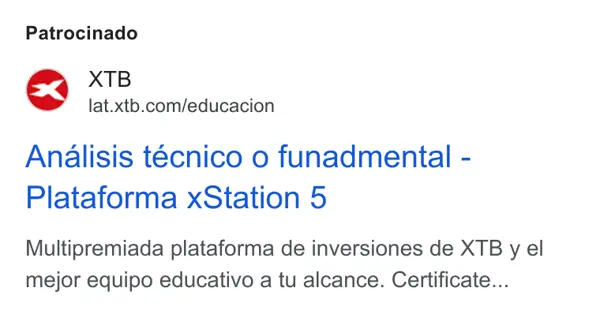 Patrocinado
XTB
lat.xtb.com/educacion
Análisis técnico o funadmental -
Plataforma xStation 5
Multipremiada plataforma de inversiones de XTB y el
mejor equipo educativo a tu alcance. Certificate...